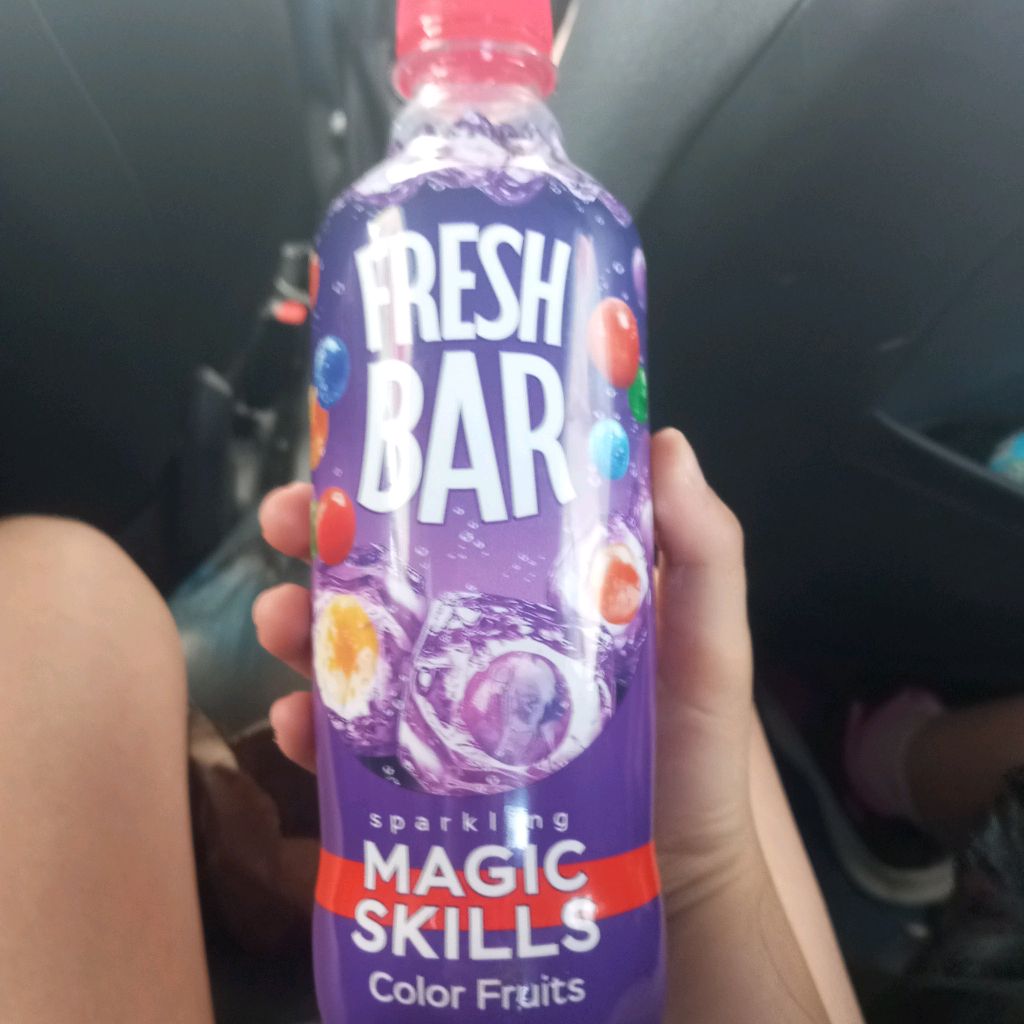 FRESH
BAR
sparkling
MAGIC
SKILLS
Color Fruits